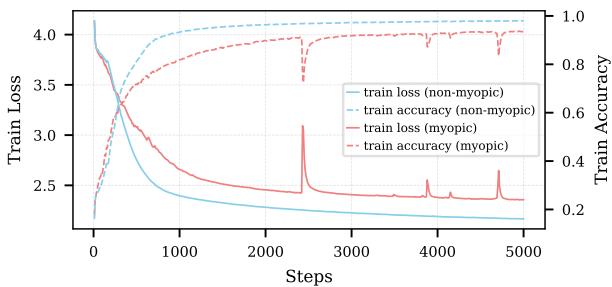 4.0
3.5
3.0
2.5
Train Loss
1.0
0.8
0.6
0.4
0.2
Train Accuracy
train loss (non-myopic)
train accuracy (non-myopic)
train loss (myopic)
train accuracy (myopic)
0 1000 2000 3000 4000 5000
Steps